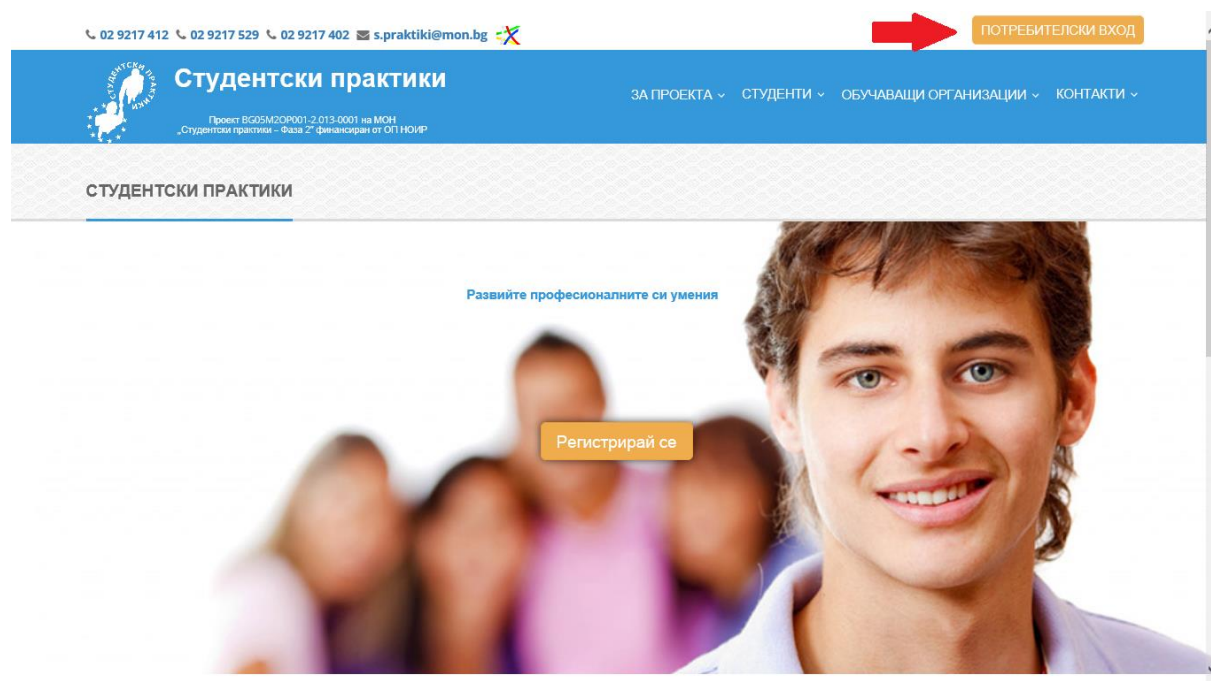 02 9217 412 02 9217 529 02 9217 402 s.praktiki@mon.bg
ПОТРЕБИТЕЛСКИ ВХОД
СТУДЕНТСКИ ПРАКТИКИ
Студентски практики
Проект BG05M2OP001-2.013-0001 на МОН
„Студентски практики – Фаза 2" финансиран от ОП НОИР
ЗА ПРОЕКТА СТУДЕНТИ ОБУЧАВАЩИ ОРГАНИЗАЦИИ КОНТАКТИ
СТУДЕНТСКИ ПРАКТИКИ
Развийте професионалните си умения
Регистрирай се